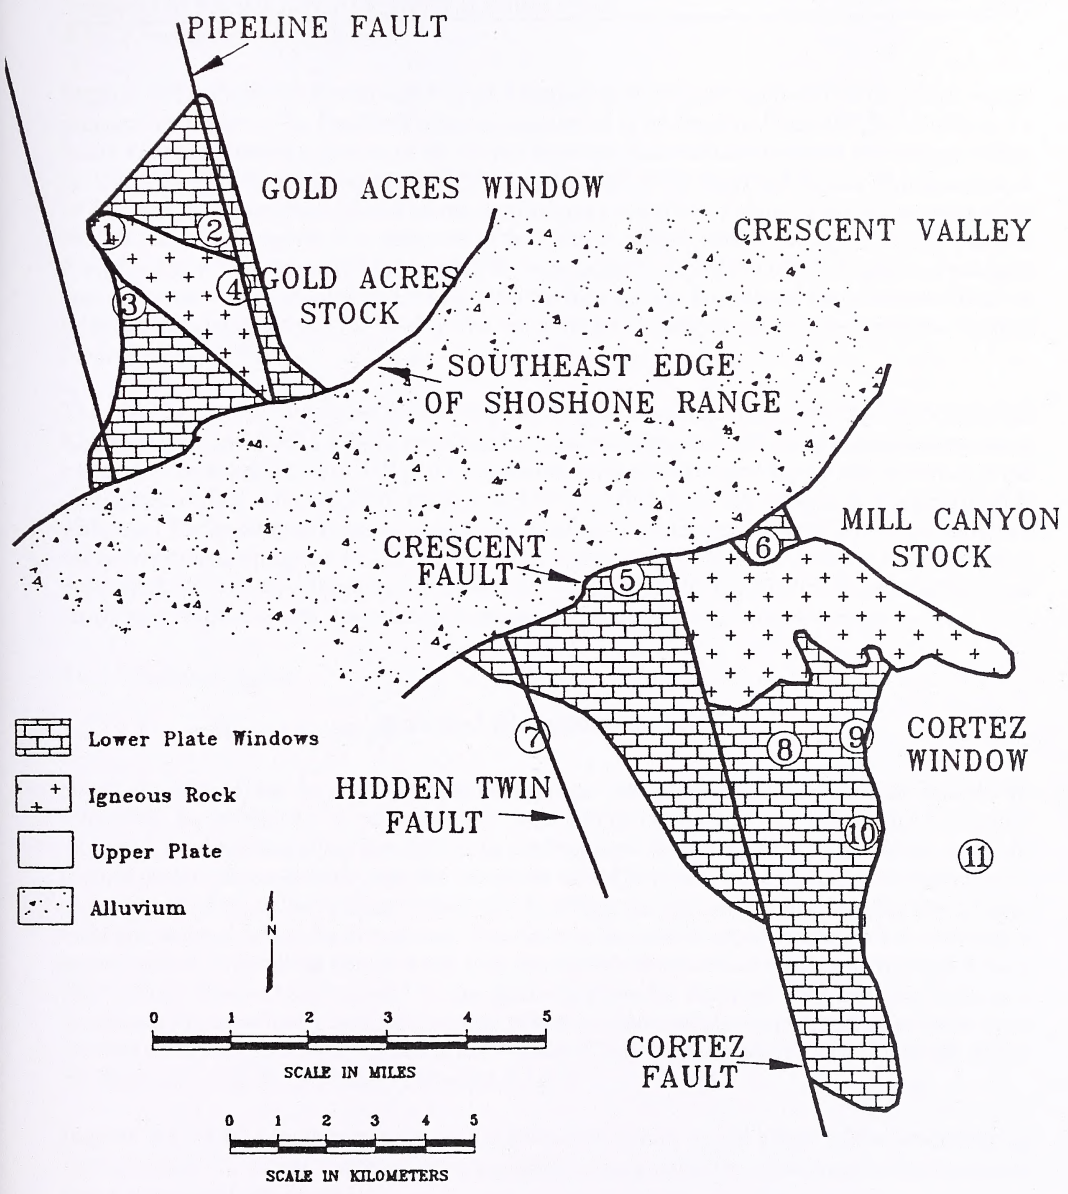 PIPELINE FAULT
GOLD ACRES WINDOW
CRESCENT VALLEY
1
2
GOLD ACRES
STOCK
4
3
SOUTHEAST EDGE
OF SHOSHONE RANGE
MILL CANYON
STOCK
6
CRESCENT
FAULT
5
CORTEZ
WINDOW
7
8
9
Lower Plate Windows
Igneous Rock
Upper Plate
Alluvium
HIDDEN TWIN
FAULT
10
11
N
0 1 2 3 4 5
SCALE IN MILES
CORTEZ
FAULT
0 1 2 3 4 5
SCALE IN KILOMETERS